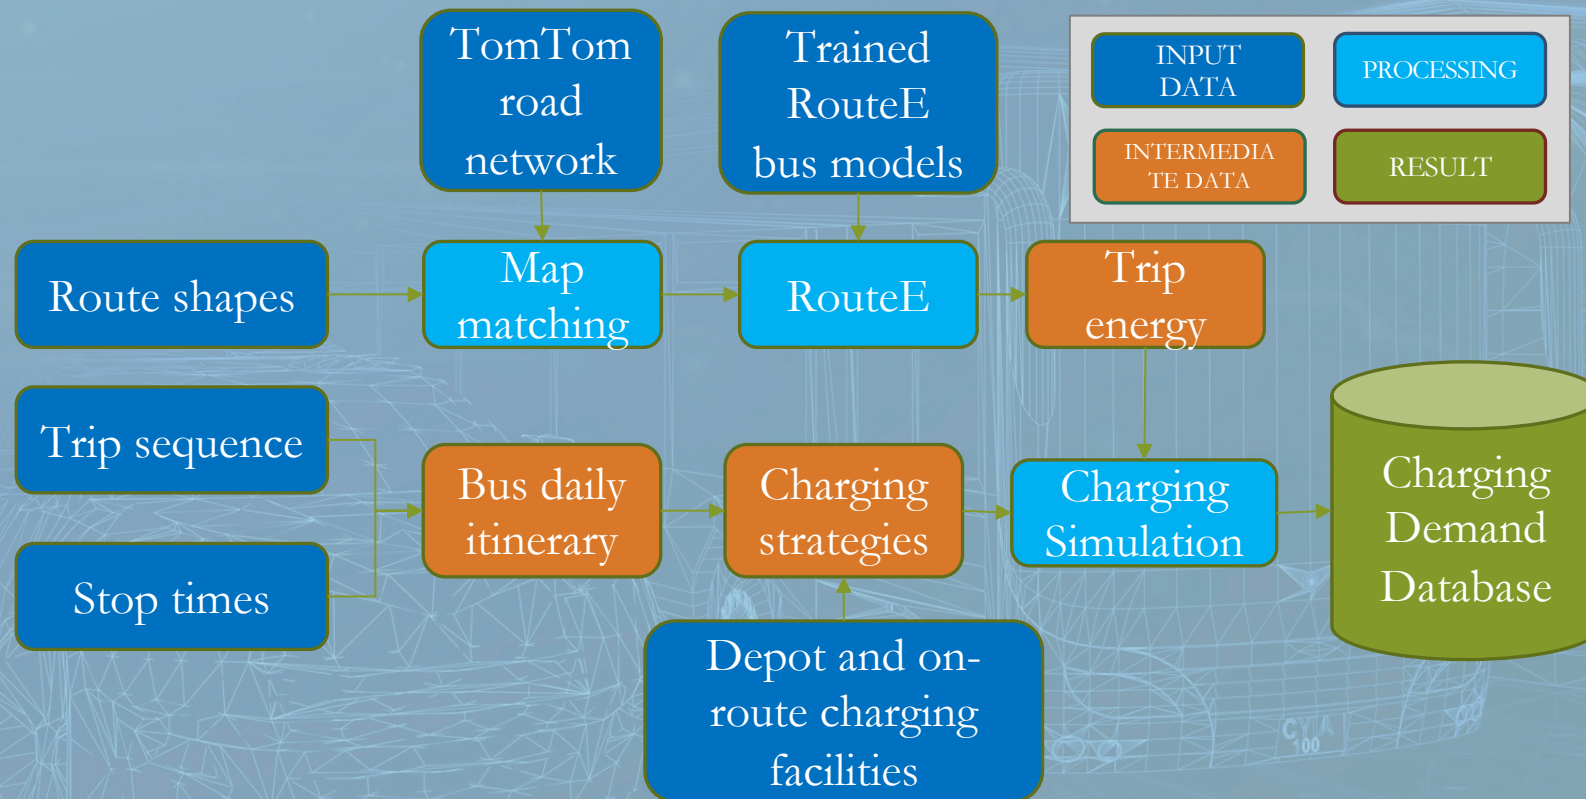 TomTom
road
network
Trained
RouteE
bus models
INPUT
DATA
PROCESSING
INTERMEDIA
TE DATA
RESULT
Route shapes
Map
matching
RouteE
Trip
energy
Trip sequence
Stop times
Bus daily
itinerary
Charging
strategies
Charging
Simulation
Charging
Demand
Database
Depot and on-
route charging
facilities
100